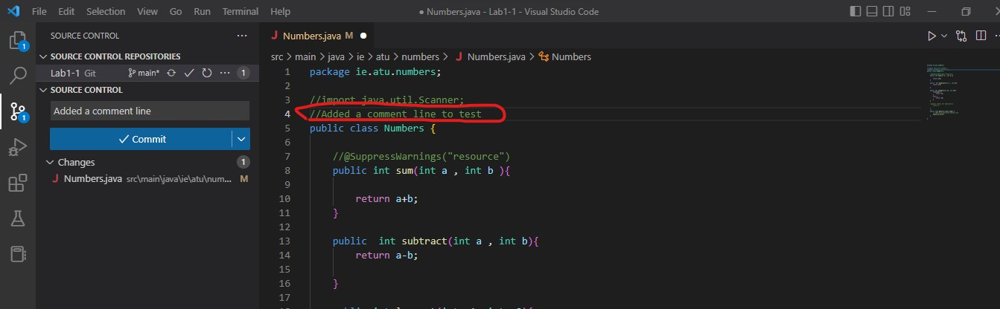 File Edit Selection View Go Run Terminal Help
● Numbers.java - Lab1-1 - Visual Studio Code
1
1
SOURCE CONTROL ...
SOURCE CONTROL REPOSITORIES
Lab1-1 Git main* ... 1
SOURCE CONTROL
Added a comment line
Commit
Changes 1
J Numbers.java src\main\java\ie\atu\num... M
J Numbers.java M ●
src > main > java > ie > atu > numbers > J Numbers.java > Numbers
1 package ie.atu.numbers;
2
3 //import java.util.Scanner;
4 //Added a comment line to test
5 public class Numbers {
6
7 //@SuppressWarnings("resource")
8 public int sum(int a , int b ){
9
10 return a+b;
11 }
12
13 public  int subtract(int a , int b){
14 return a-b;
15
16 }
17